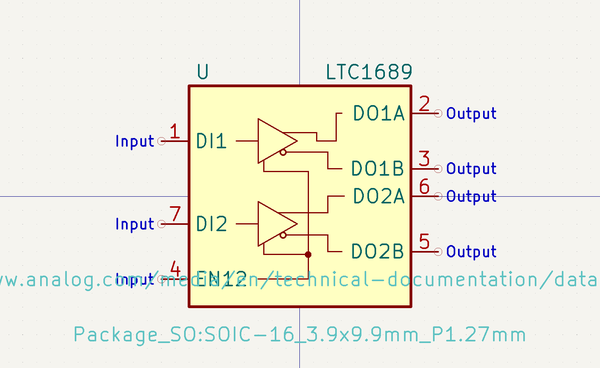 U LTC1689
2 DO1A Output
Input 1 DI1
3 DO1B Output
6 DO2A Output
Input 7 DI2
5 DO2B Output
Input 4 EN12
w.analog.com/media/en/technical-documentation/data
Package_SO:SOIC-16_3.9x9.9mm_P1.27mm